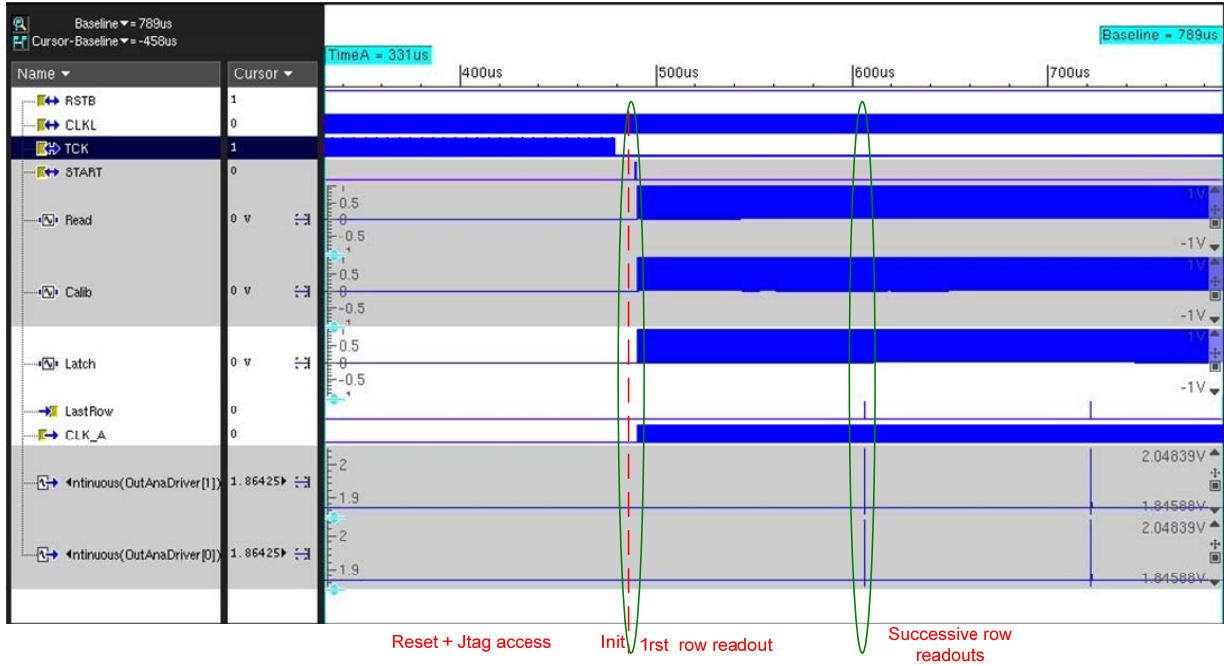 Baseline ▼= 789us
Cursor-Baseline ▼= -458us
Baseline = 789us
TimeA = 331us
400us 500us 600us 700us
Name ▼ Cursor ▼
RSTB 1
CLKL 0
TCK 1
START 0
1
0.5
Read 0 V 0
-0.5
1V
-1V
1
0.5
Calib 0 V 0
-0.5
1V
-1V
1
0.5
Latch 0 V 0
-0.5
1V
-1V
LastRow 0
CLK_A 0
2
ntinuous(OutAnaDriver[1]) 1.86425
1.9
2.04839V
1.84588V
2
ntinuous(OutAnaDriver[0]) 1.86425
1.9
2.04839V
1.84588V
Reset + Jtag access Init 1rst row readout
Successive row
readouts